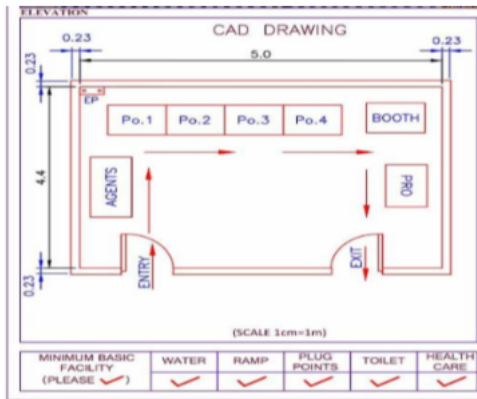 ELEVATION
CAD DRAWING
0.23
5.0
0.23
0.23
EP
Po.1 Po.2 Po.3 Po.4
BOOTH
4.4
AGENTS
PRO
ENTRY
EXIT
0.23
(SCALE 1cm=1m)
MINIMUM BASIC FACILITY (PLEASE ✓)
WATER
RAMP
PLUG POINTS
TOILET
HEALTH CARE